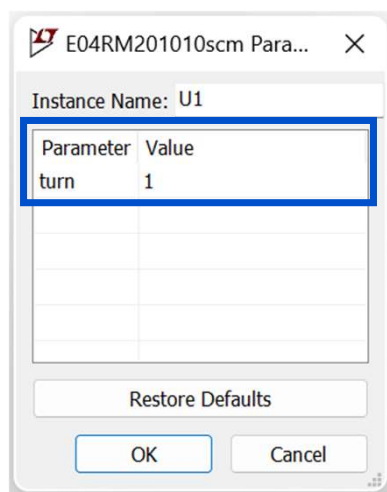 E04RM201010scm Para...
Instance Name: U1
Parameter Value
turn 1
Restore Defaults
OK Cancel